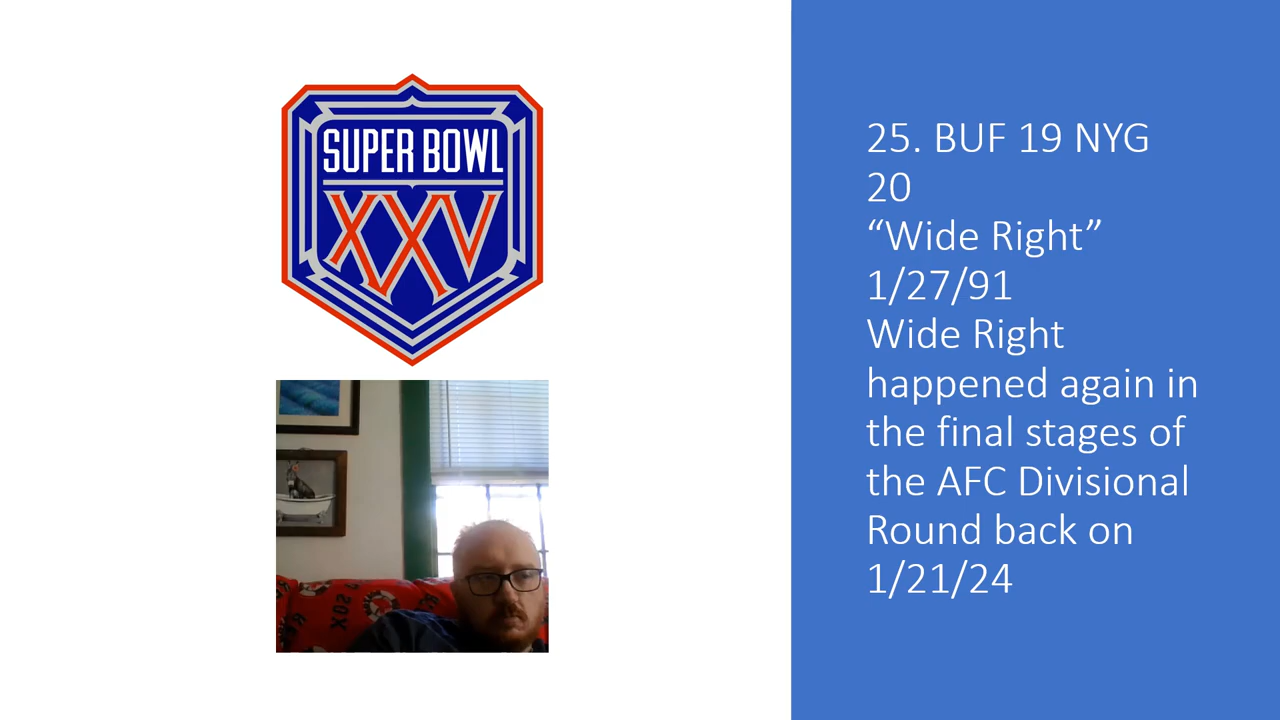 SUPER BOWL
XXV
25. BUF 19 NYG
20
“Wide Right”
1/27/91
Wide Right
happened again in
the final stages of
the AFC Divisional
Round back on
1/21/24
SOX